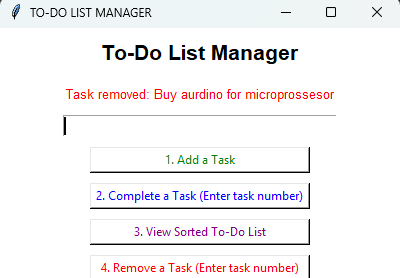 TO-DO LIST MANAGER
To-Do List Manager
Task removed: Buy aurdino for microprossesor
1. Add a Task
2. Complete a Task (Enter task number)
3. View Sorted To-Do List
4. Remove a Task (Enter task number)